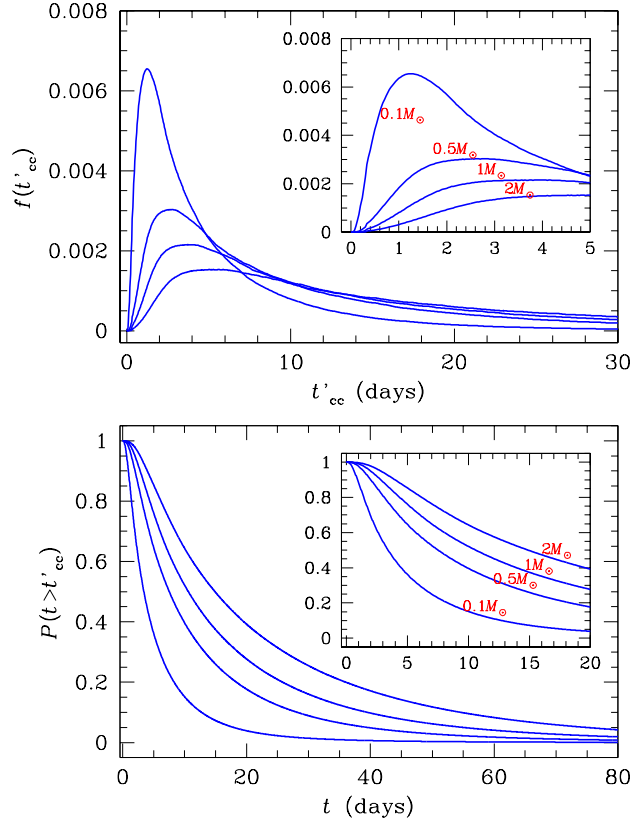 0.008
0.006
0.004
0.002
0
f(t'cc)
0.008
0.006
0.004
0.002
0
0.1M⊙
0.5M⊙
1M⊙
2M⊙
0 1 2 3 4 5
0 10 20 30
t'cc (days)
1
0.8
0.6
0.4
0.2
0
P(t>t'cc)
1
0.8
0.6
0.4
0.2
0
2M⊙
1M⊙
0.5M⊙
0.1M⊙
0 5 10 15 20
0 20 40 60 80
t (days)